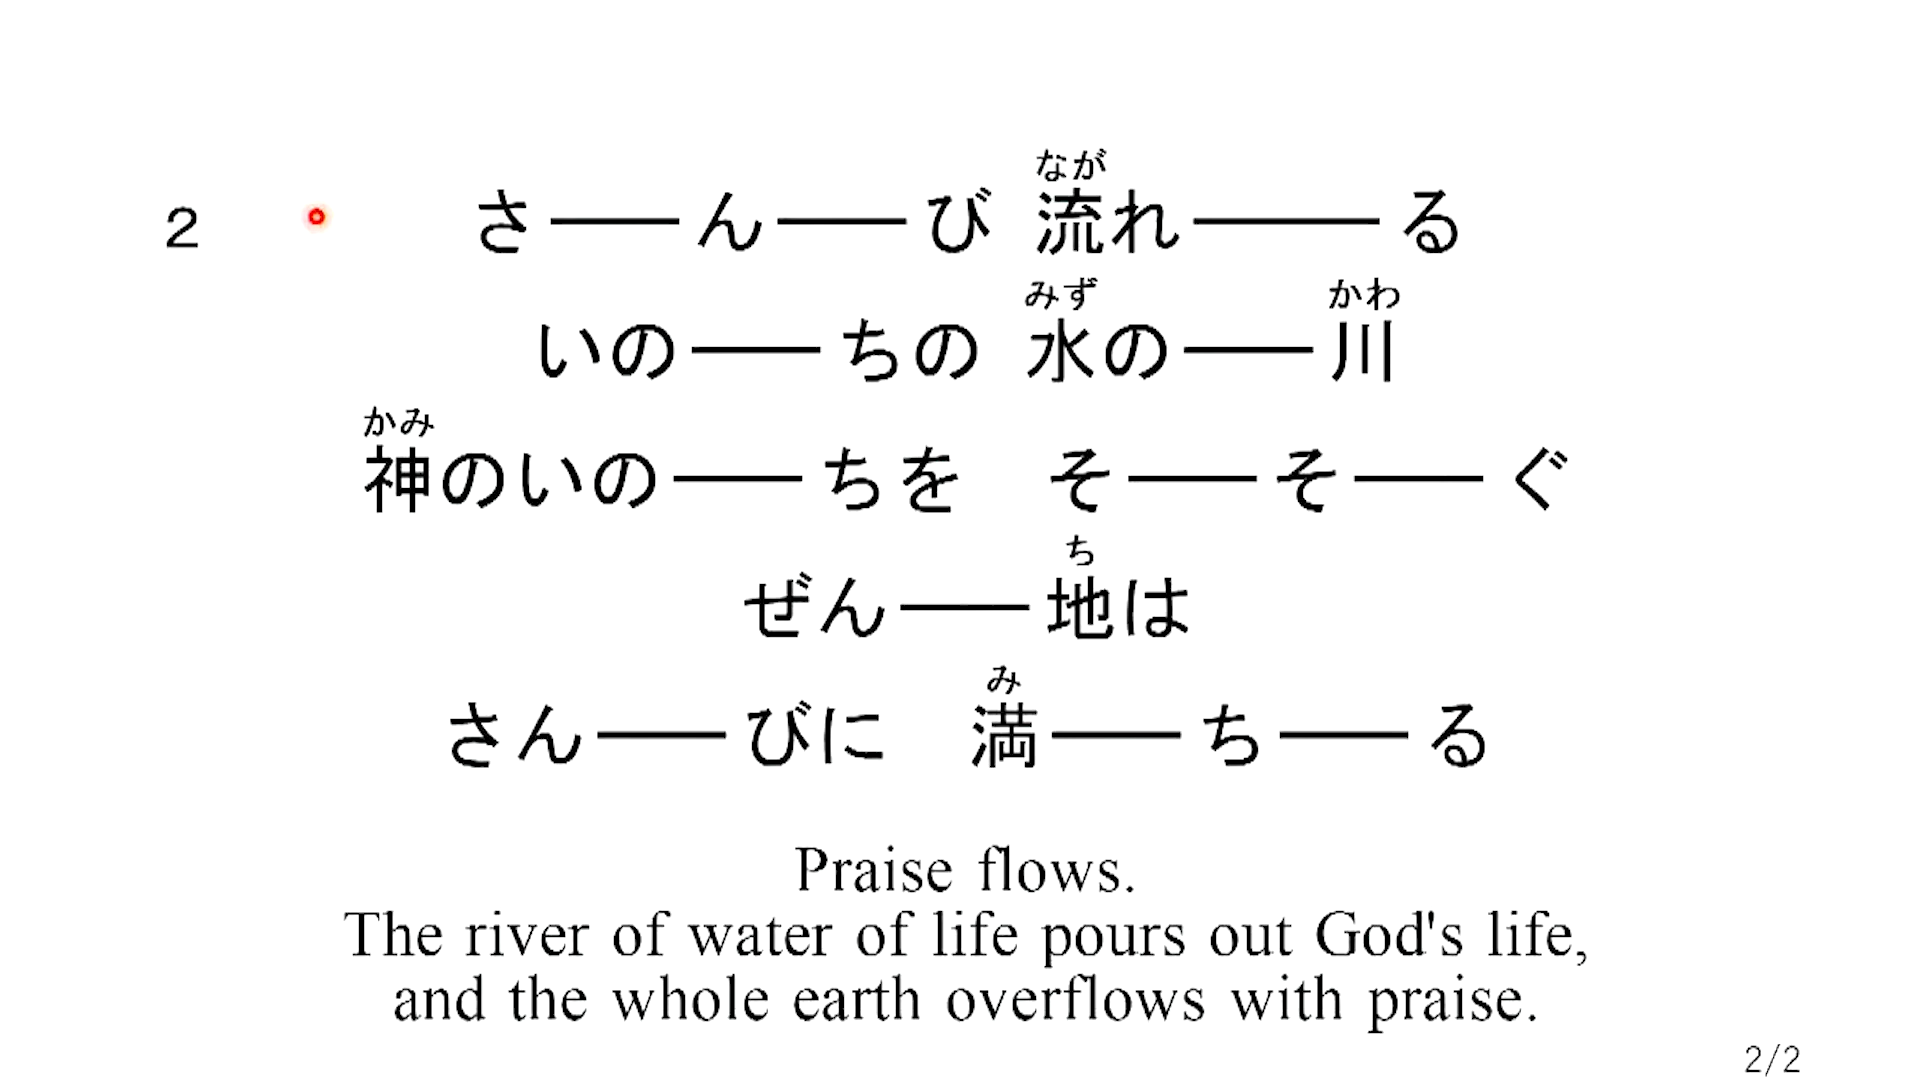 なが
2 さ──ん──び 流れ───る
みず かわ
いの──ちの 水の──川
かみ
神のいの──ちを そ──そ──ぐ
ち
ぜん──地は
み
さん──びに 満──ち──る
Praise flows.
The river of water of life pours out God's life,
and the whole earth overflows with praise.
2/2